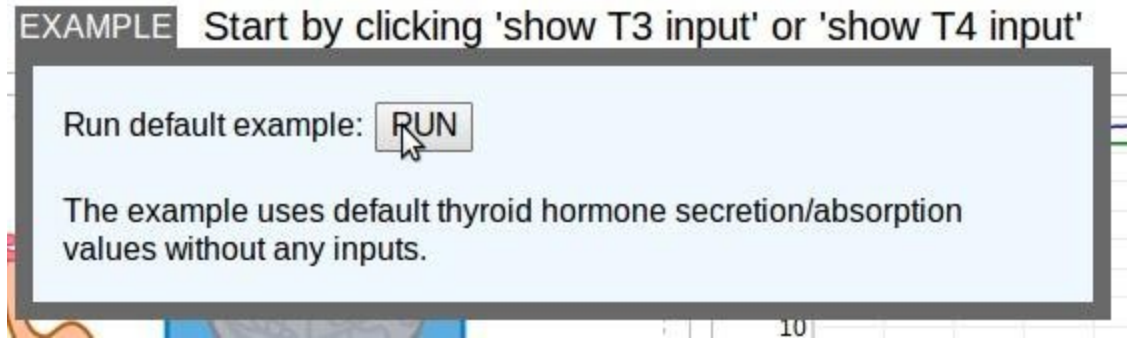 EXAMPLE Start by clicking 'show T3 input' or 'show T4 input'
Run default example: RUN
The example uses default thyroid hormone secretion/absorption
values without any inputs.
10